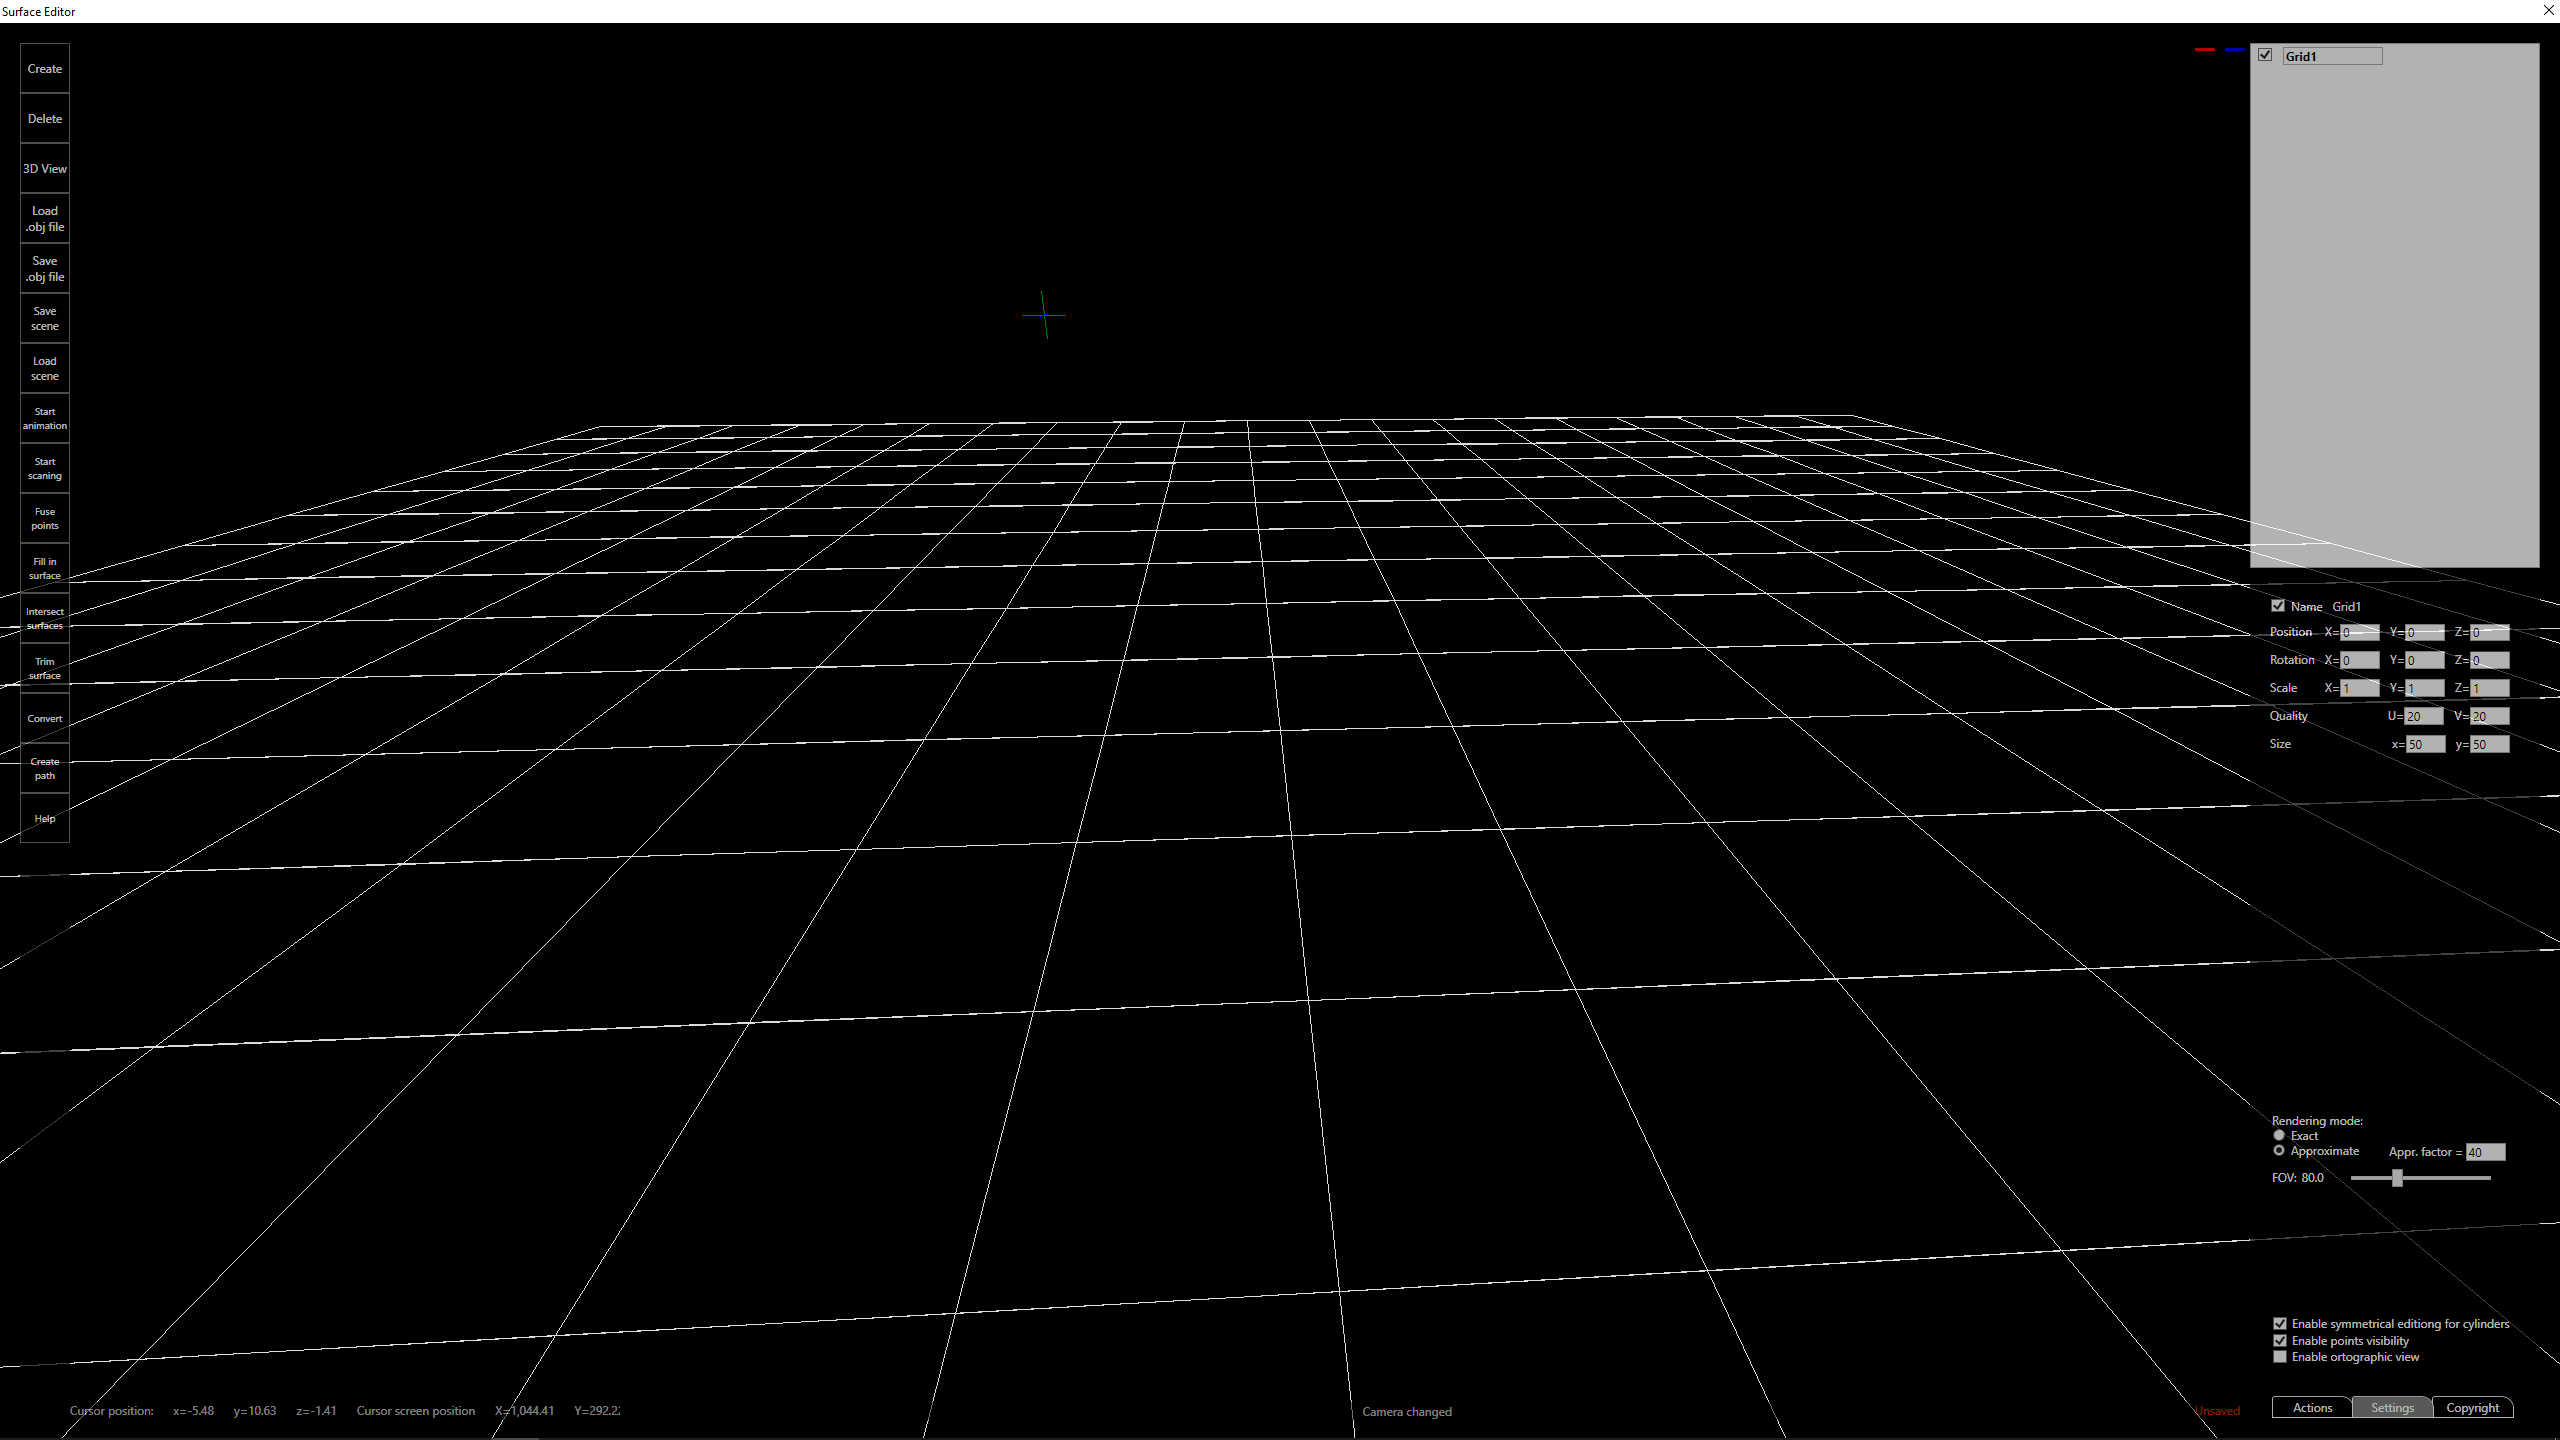 Surface Editor
Create
Delete
3D View
Load
.obj file
Save
.obj file
Save
scene
Load
scene
Start
animation
Start
scaning
Fuse
points
Fill in
surface
Intersect
surfaces
Trim
surface
Convert
Create
path
Help
Grid1
Name Grid1
Position X= 0 Y= 0 Z= 0
Rotation X= 0 Y= 0 Z= 0
Scale X= 1 Y= 1 Z= 1
Quality U= 20 V= 20
Size x= 50 y= 50
Rendering mode:
Exact
Approximate Appr. factor = 40
FOV: 80.0
Enable symmetrical editiong for cylinders
Enable points visibility
Enable ortographic view
Cursor position: x=-5.48 y=10.63 z=-1.41 Cursor screen position X=1,044.41 Y=292.22
Camera changed
Unsaved
Actions Settings Copyright